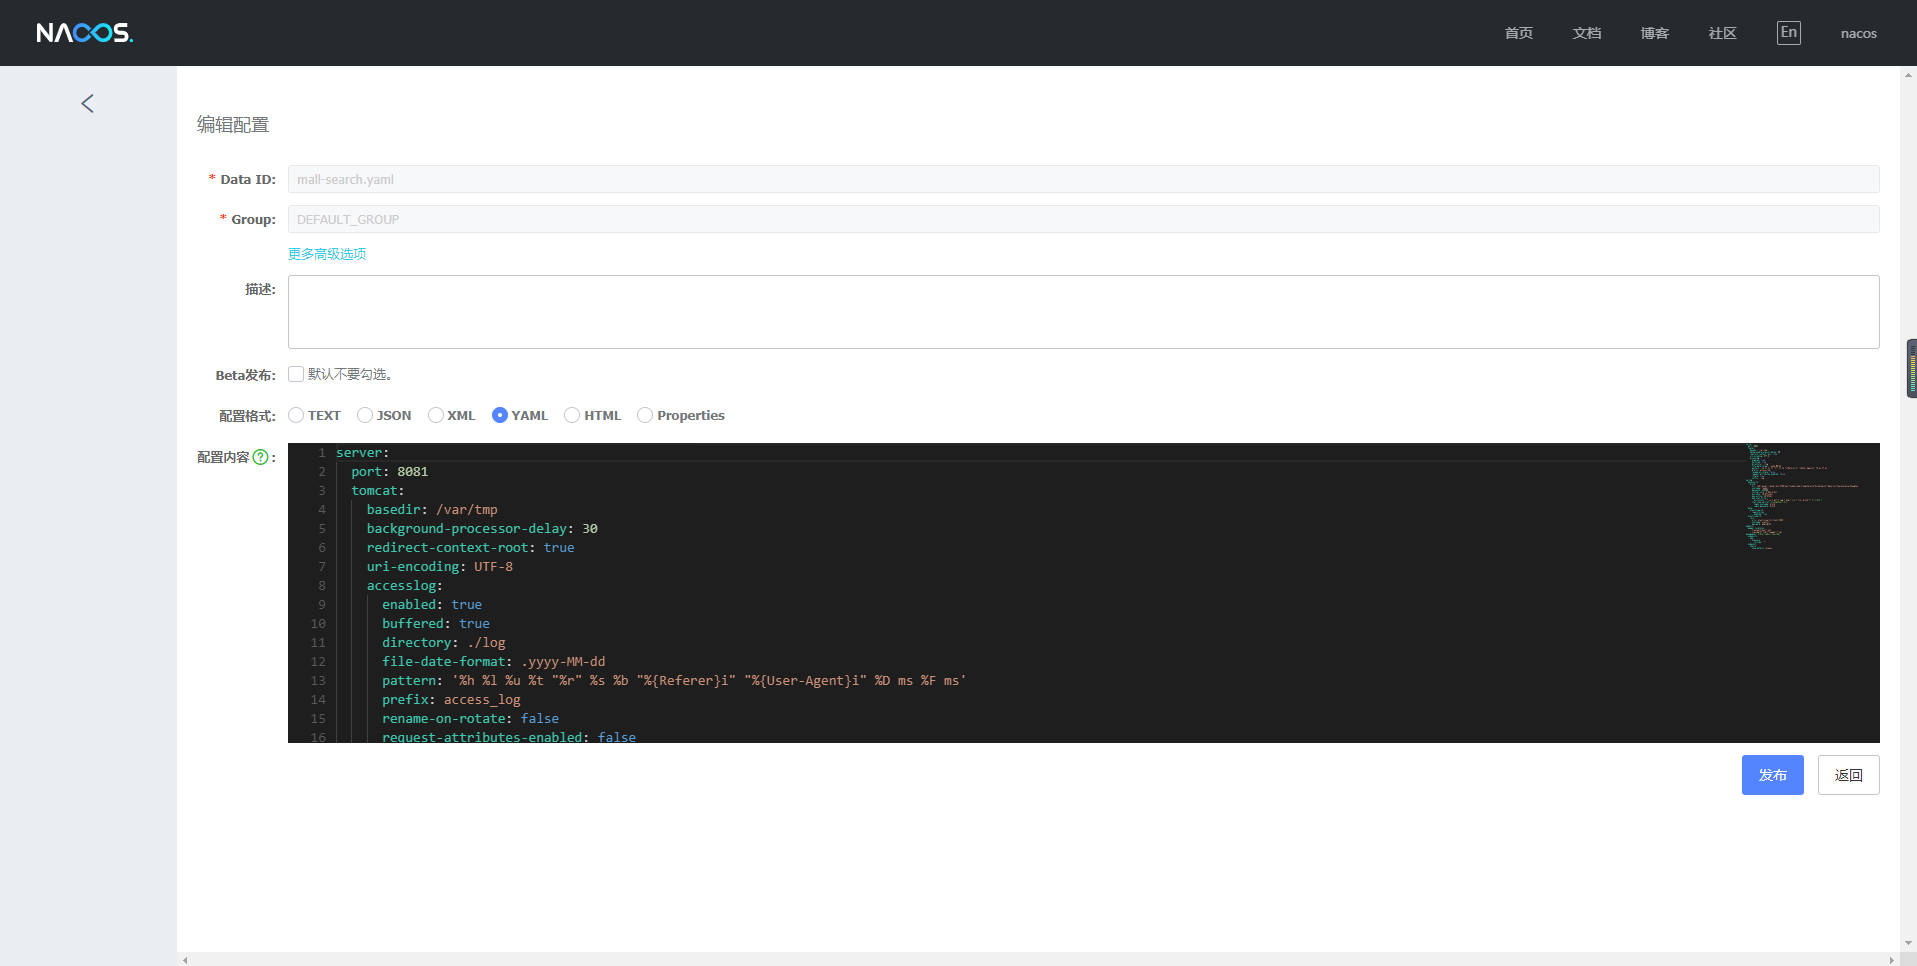 NACOS.
首页 文档 博客 社区 En nacos
编辑配置
* Data ID: mall-search.yaml
* Group: DEFAULT_GROUP
更多高级选项
描述:
Beta发布: 默认不要勾选。
配置格式: TEXT JSON XML YAML HTML Properties
配置内容 ? :
1 server:
2 port: 8081
3 tomcat:
4 basedir: /var/tmp
5 background-processor-delay: 30
6 redirect-context-root: true
7 uri-encoding: UTF-8
8 accesslog:
9 enabled: true
10 buffered: true
11 directory: ./log
12 file-date-format: .yyyy-MM-dd
13 pattern: '%h %l %u %t "%r" %s %b "%{Referer}i" "%{User-Agent}i" %D ms %F ms'
14 prefix: access_log
15 rename-on-rotate: false
16 request-attributes-enabled: false
发布 返回